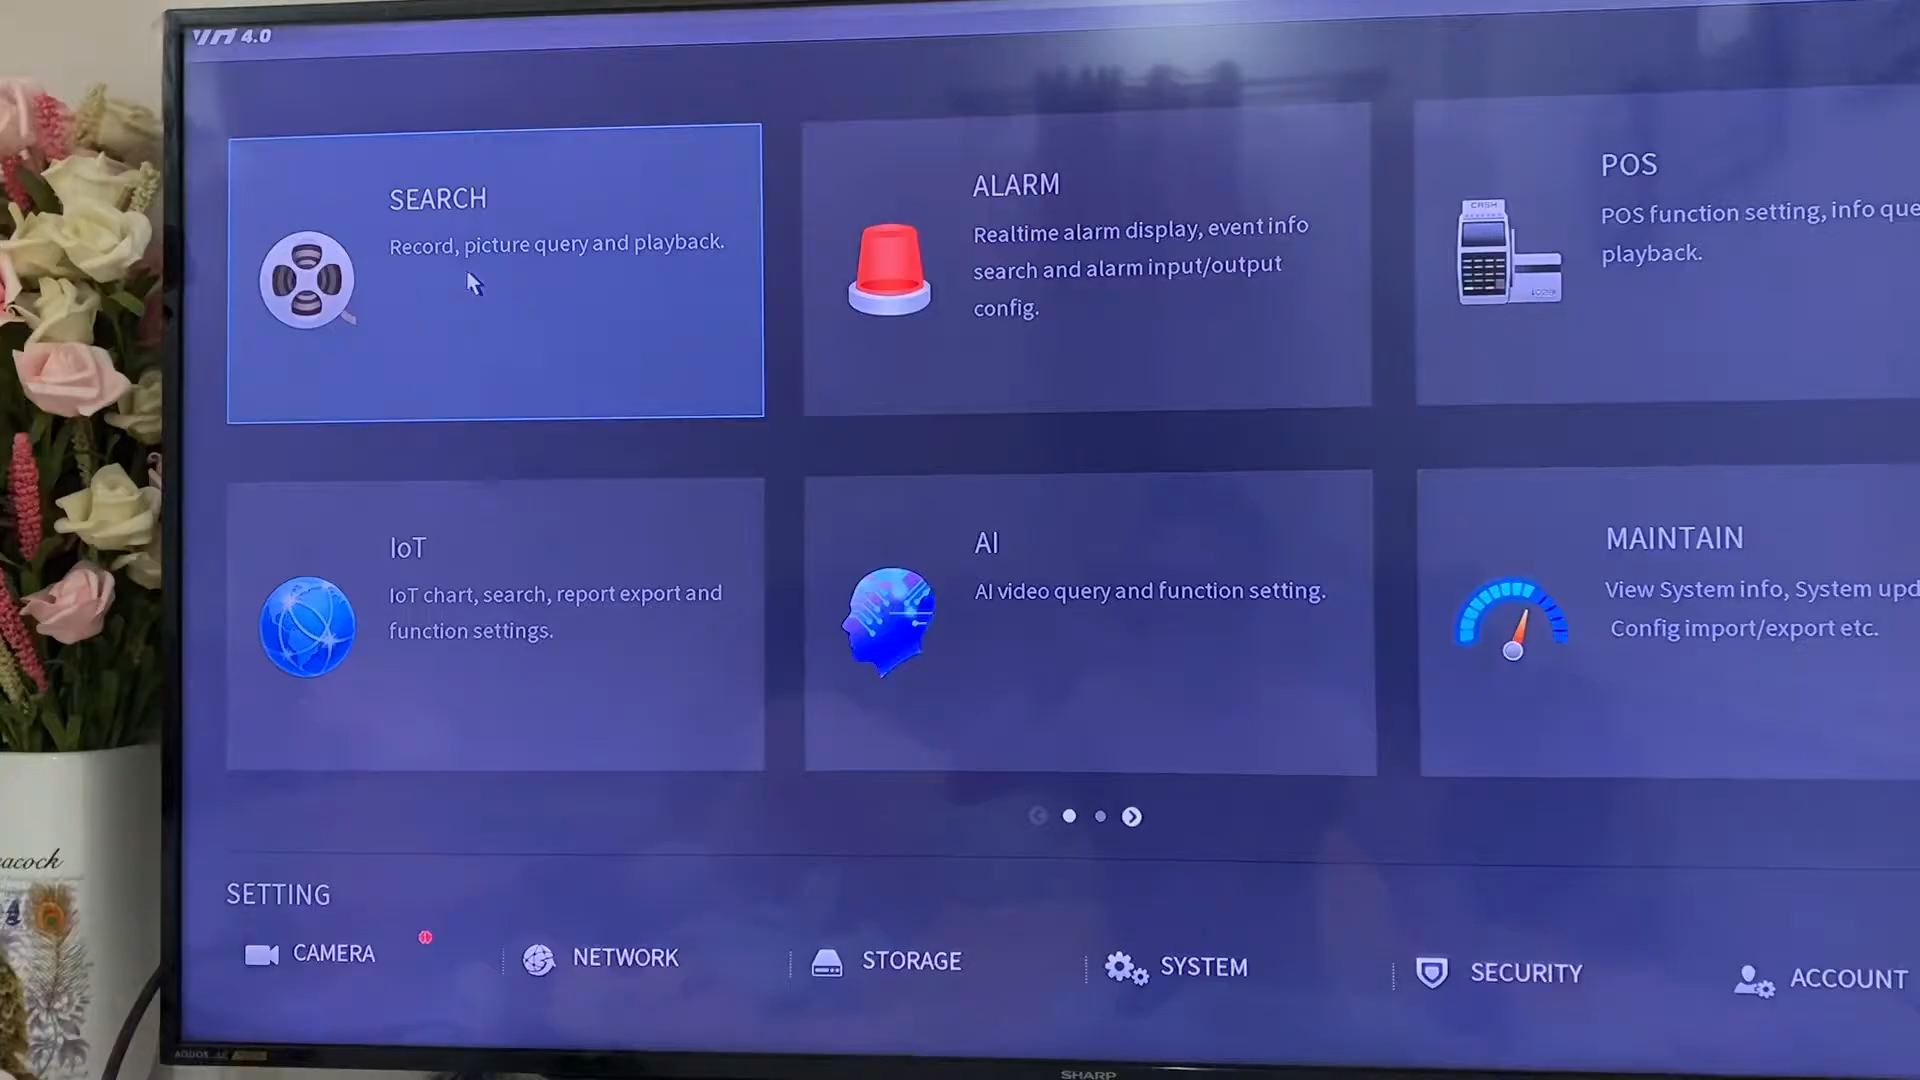 4.0
SEARCH
Record, picture query and playback.
ALARM
Realtime alarm display, event info
search and alarm input/output
config.
POS
POS function setting, info que
playback.
CASH
IoT
IoT chart, search, report export and
function settings.
AI
AI video query and function setting.
MAINTAIN
View System info, System upd
Config import/export etc.
SETTING
CAMERA
NETWORK
STORAGE
SYSTEM
SECURITY
ACCOUNT
eacock
AQUOS
SHARP